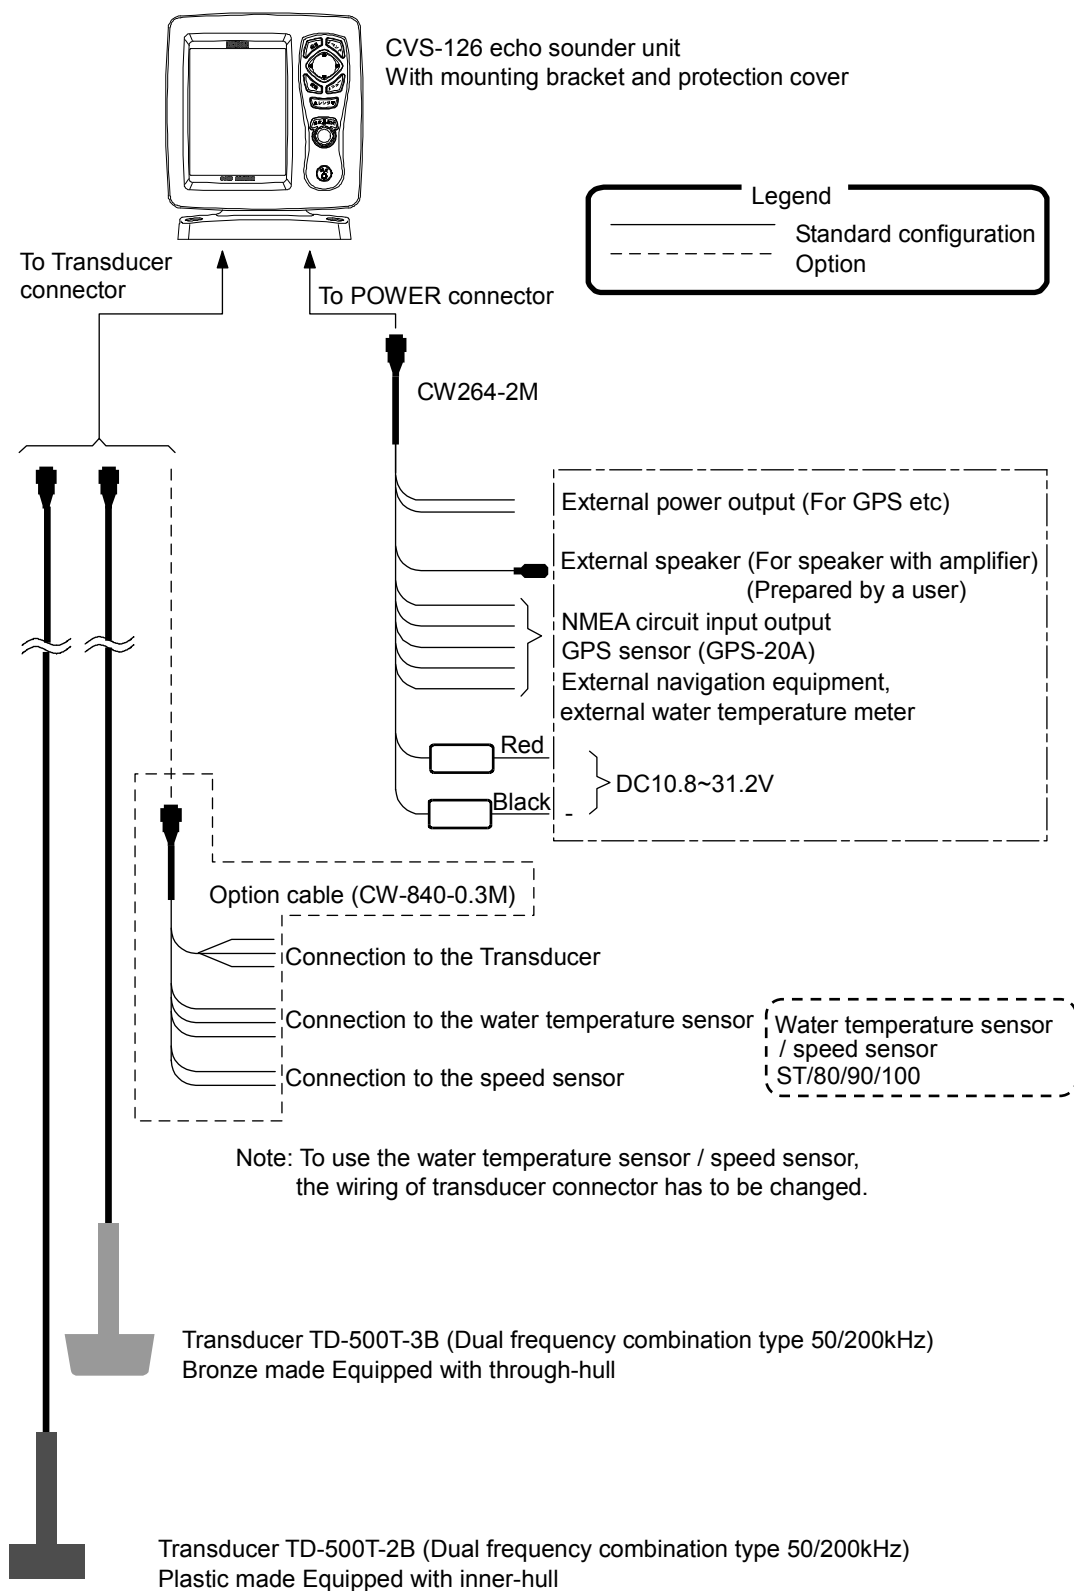 CVS-126 echo sounder unit
With mounting bracket and protection cover
Legend
Standard configuration
Option
To Transducer
connector
To POWER connector
CW264-2M
External power output (For GPS etc)
External speaker (For speaker with amplifier)
(Prepared by a user)
NMEA circuit input output
GPS sensor (GPS-20A)
External navigation equipment,
external water temperature meter
Red
DC10.8~31.2V
Black
-
Option cable (CW-840-0.3M)
Connection to the Transducer
Connection to the water temperature sensor
Water temperature sensor
/ speed sensor
ST/80/90/100
Connection to the speed sensor
Note: To use the water temperature sensor / speed sensor,
the wiring of transducer connector has to be changed.
Transducer TD-500T-3B (Dual frequency combination type 50/200kHz)
Bronze made Equipped with through-hull
Transducer TD-500T-2B (Dual frequency combination type 50/200kHz)
Plastic made Equipped with inner-hull